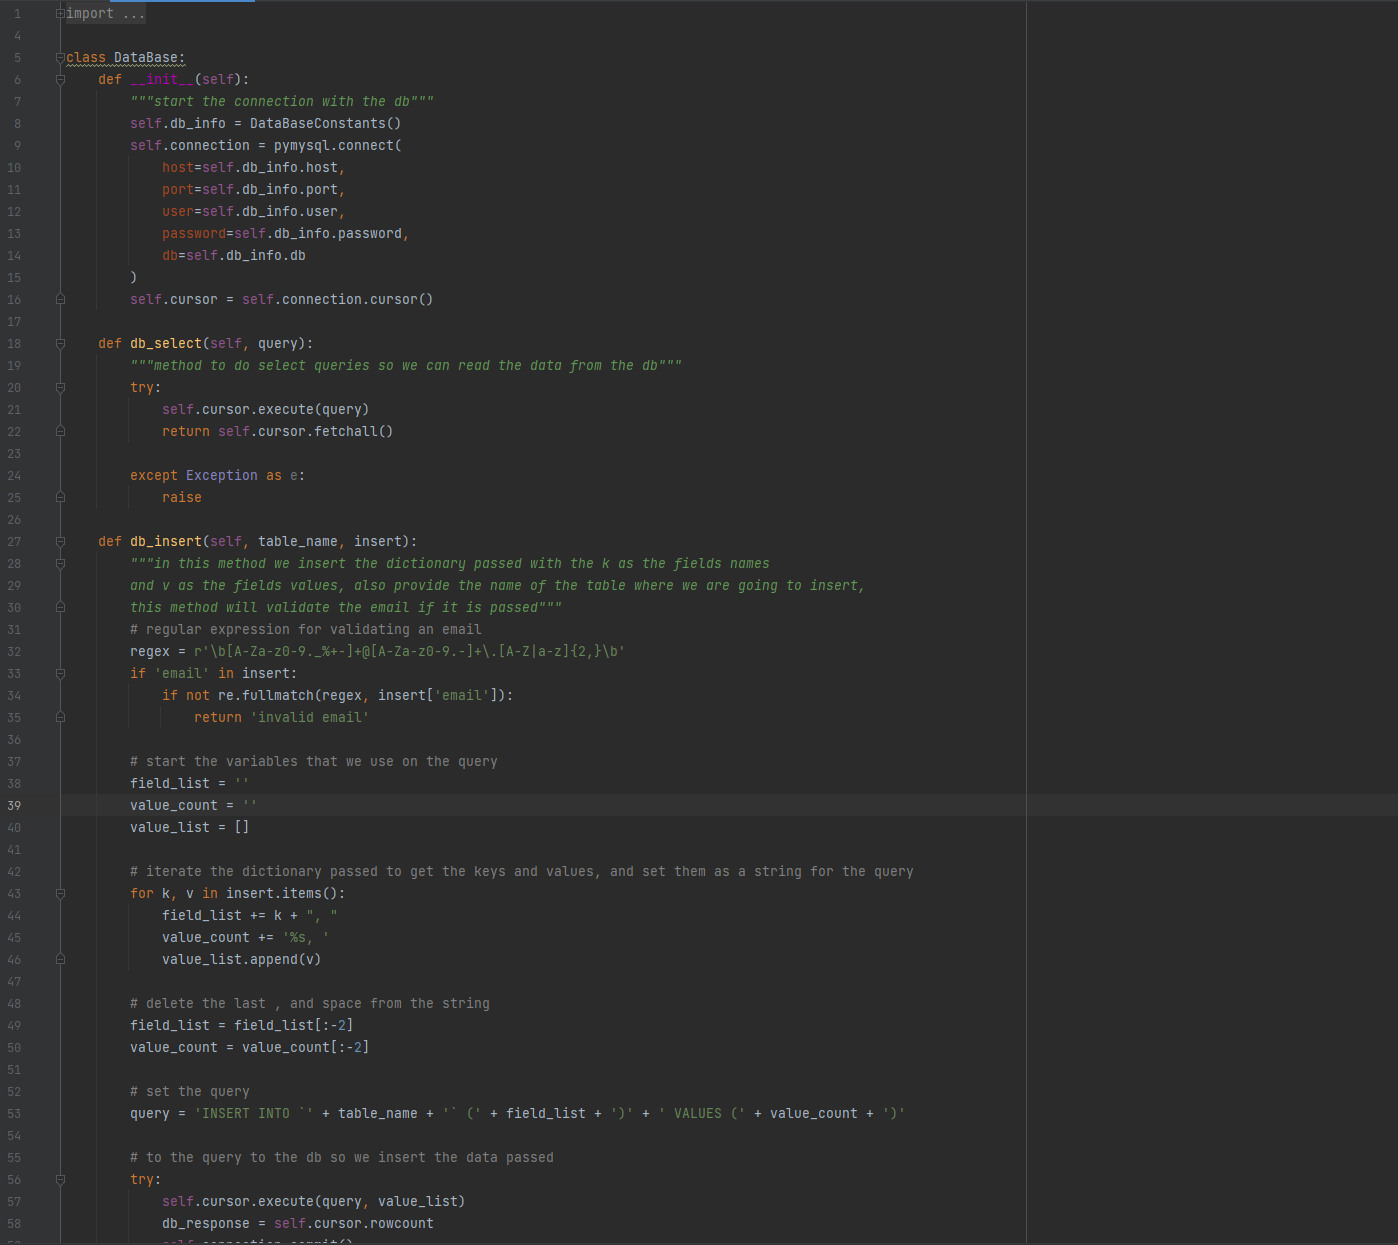 1 import ...
4
5 class DataBase:
6 def __init__(self):
7 """start the connection with the db"""
8 self.db_info = DataBaseConstants()
9 self.connection = pymysql.connect(
10 host=self.db_info.host,
11 port=self.db_info.port,
12 user=self.db_info.user,
13 password=self.db_info.password,
14 db=self.db_info.db
15 )
16 self.cursor = self.connection.cursor()
17
18 def db_select(self, query):
19 """method to do select queries so we can read the data from the db"""
20 try:
21 self.cursor.execute(query)
22 return self.cursor.fetchall()
23
24 except Exception as e:
25 raise
26
27 def db_insert(self, table_name, insert):
28 """in this method we insert the dictionary passed with the k as the fields names
29 and v as the fields values, also provide the name of the table where we are going to insert,
30 this method will validate the email if it is passed"""
31 # regular expression for validating an email
32 regex = r'\b[A-Za-z0-9._%+-]+@[A-Za-z0-9.-]+\.[A-Z|a-z]{2,}\b'
33 if 'email' in insert:
34 if not re.fullmatch(regex, insert['email']):
35 return 'invalid email'
36
37 # start the variables that we use on the query
38 field_list = ''
39 value_count = ''
40 value_list = []
41
42 # iterate the dictionary passed to get the keys and values, and set them as a string for the query
43 for k, v in insert.items():
44 field_list += k + ", "
45 value_count += '%s, '
46 value_list.append(v)
47
48 # delete the last , and space from the string
49 field_list = field_list[:-2]
50 value_count = value_count[:-2]
51
52 # set the query
53 query = 'INSERT INTO `' + table_name + '` (' + field_list + ')' + ' VALUES (' + value_count + ')'
54
55 # to the query to the db so we insert the data passed
56 try:
57 self.cursor.execute(query, value_list)
58 db_response = self.cursor.rowcount
self.connection.commit()